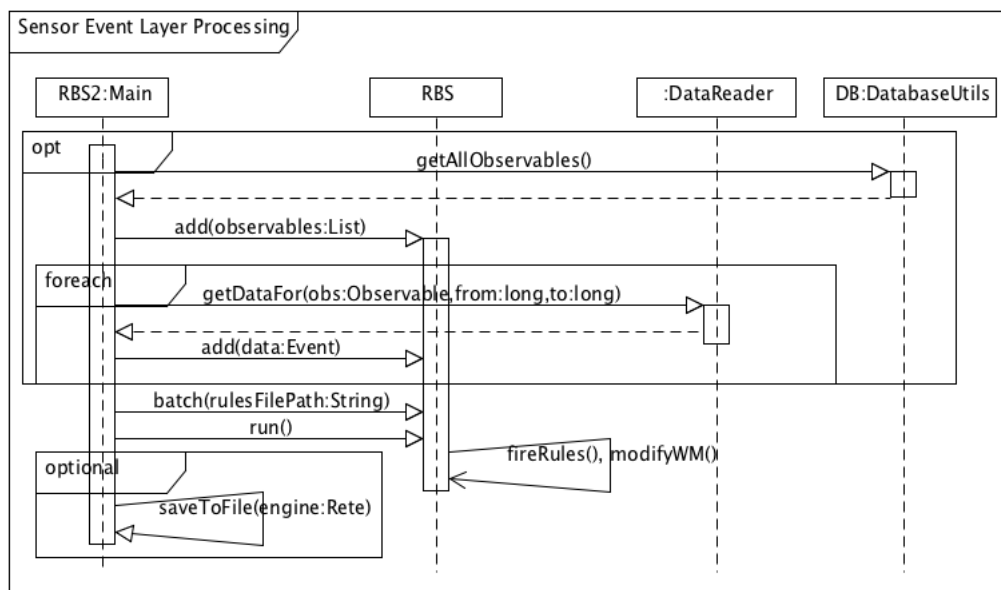 Sensor Event Layer Processing
RBS2:Main
RBS
:DataReader
DB:DatabaseUtils
opt
getAllObservables()
add(observables:List)
foreach
getDataFor(obs:Observable,from:long,to:long)
add(data:Event)
batch(rulesFilePath:String)
run()
fireRules(), modifyWM()
optional
saveToFile(engine:Rete)